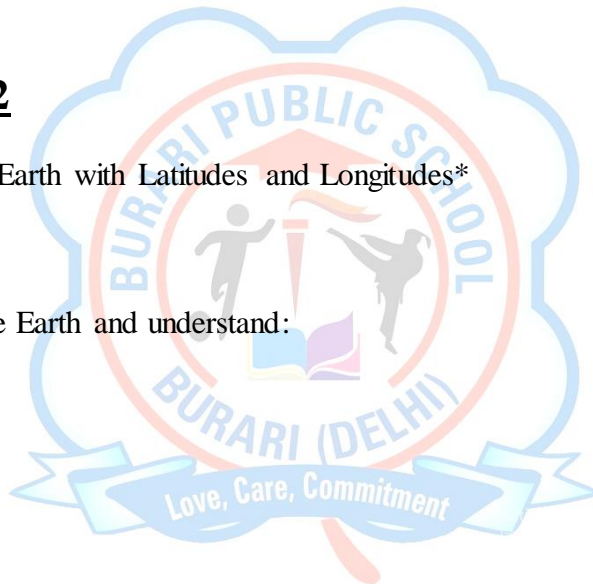 2
Earth with Latitudes and Longitudes*
e Earth and understand:
BURARI PUBLIC SCHOOL
BURARI (DELHI)
Love, Care, Commitment